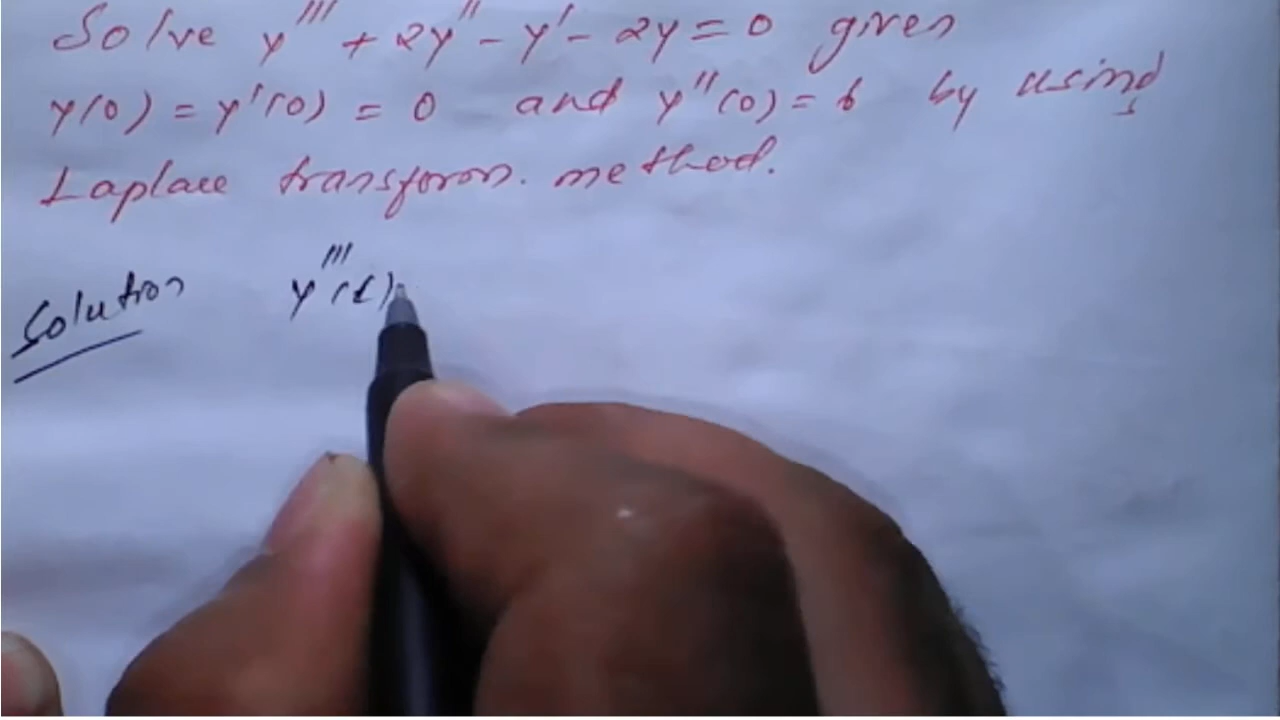 Solve y''' + 2y'' - y' - 2y = 0 given
y(0) = y'(0) = 0 and y''(0) = 6 by using
Laplace transform. method.
Solution y'''(t)